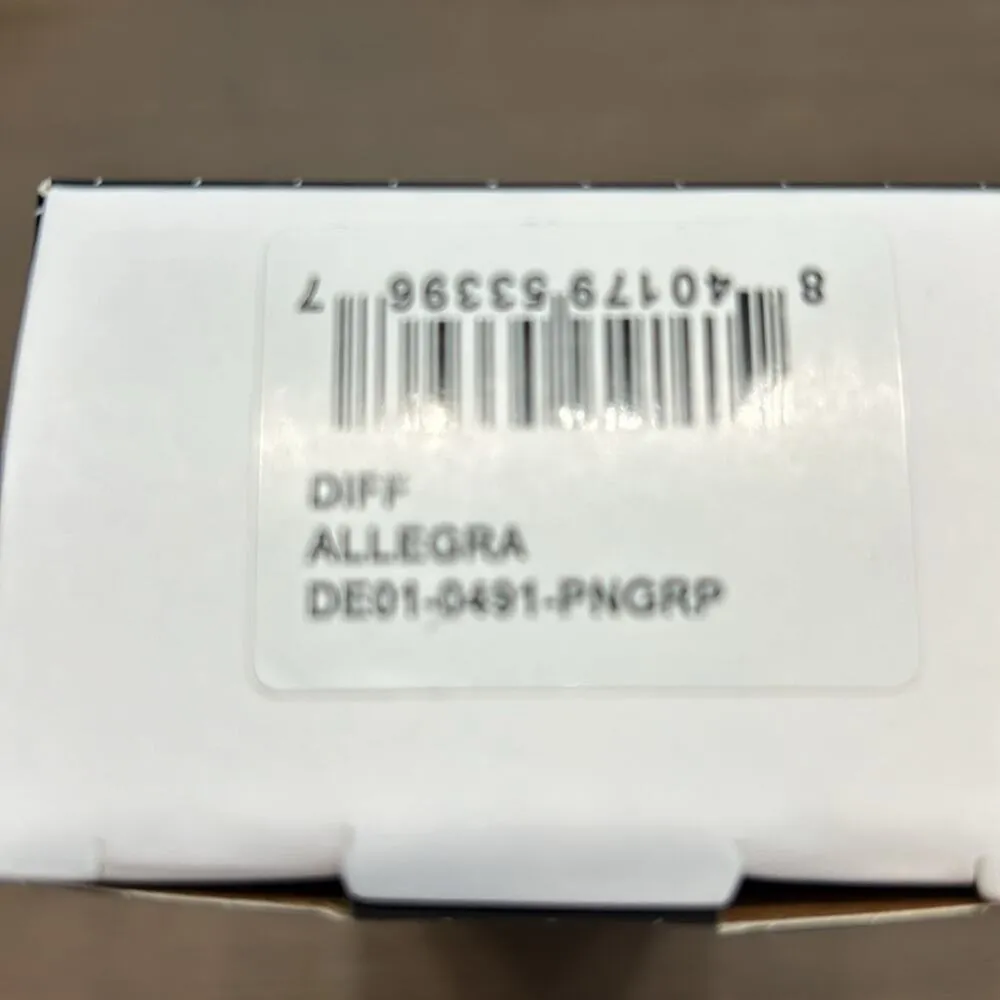 8 40179 53396 7
DIFF
ALLEGRA
DE01-0491-PNGRP